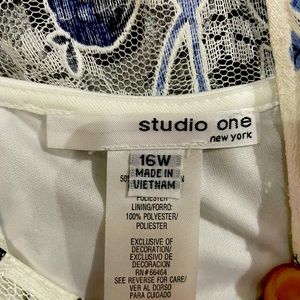 studio one
new york
16W
MADE IN
VIETNAM
POLIESTER
LINING/FORRO:
100% POLYESTER/
POLIESTER
EXCLUSIVE OF
DECORATION/
EXCLUSIVO DE
DECORACION
RN#66464
SEE REVERSE FOR CARE/
VER AL DORSO
PARA CUIDADO